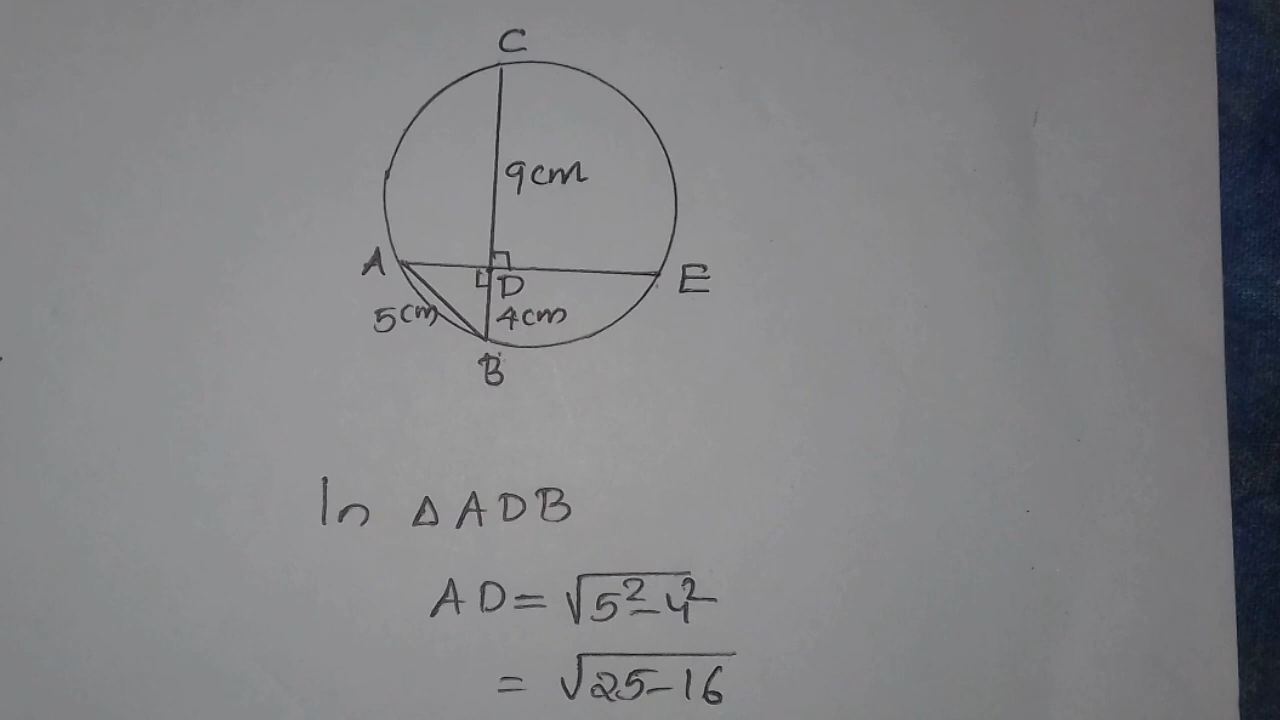 C
9cm
A
D
E
5cm
4cm
B
In Δ ADB
AD = √5²-4²
= √25-16